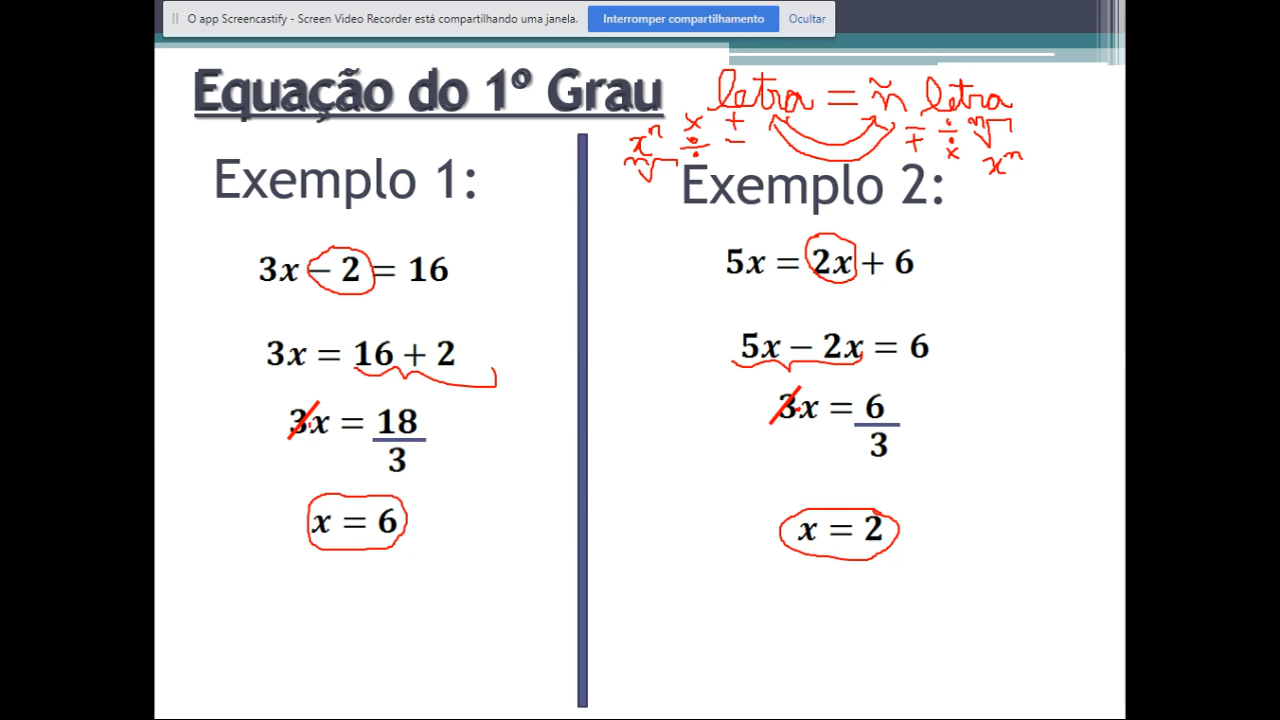 O app Screencastify - Screen Video Recorder está compartilhando uma janela. Interromper compartilhamento Ocultar
Equação do 1º Grau
letra = ñ letra
xⁿ × + − ÷ ⁿ√
÷ − + × xⁿ
ⁿ√
Exemplo 1:
3x − 2 = 16
3x = 16 + 2
3x = 18
3
x = 6
Exemplo 2:
5x = 2x + 6
5x − 2x = 6
3x = 6
3
x = 2